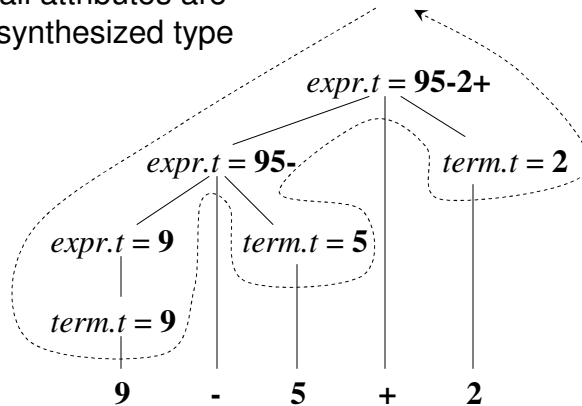 all attributes are
synthesized type
expr.t = 95-2+
expr.t = 95-
term.t = 2
expr.t = 9
term.t = 5
term.t = 9
9 - 5 + 2